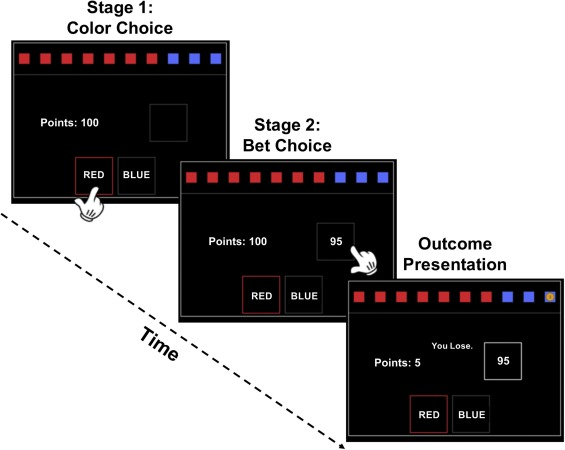 Stage 1:
Color Choice
Points: 100
RED
BLUE
Stage 2:
Bet Choice
Points: 100
95
RED
BLUE
Outcome
Presentation
You Lose.
Points: 5
95
RED
BLUE
Time